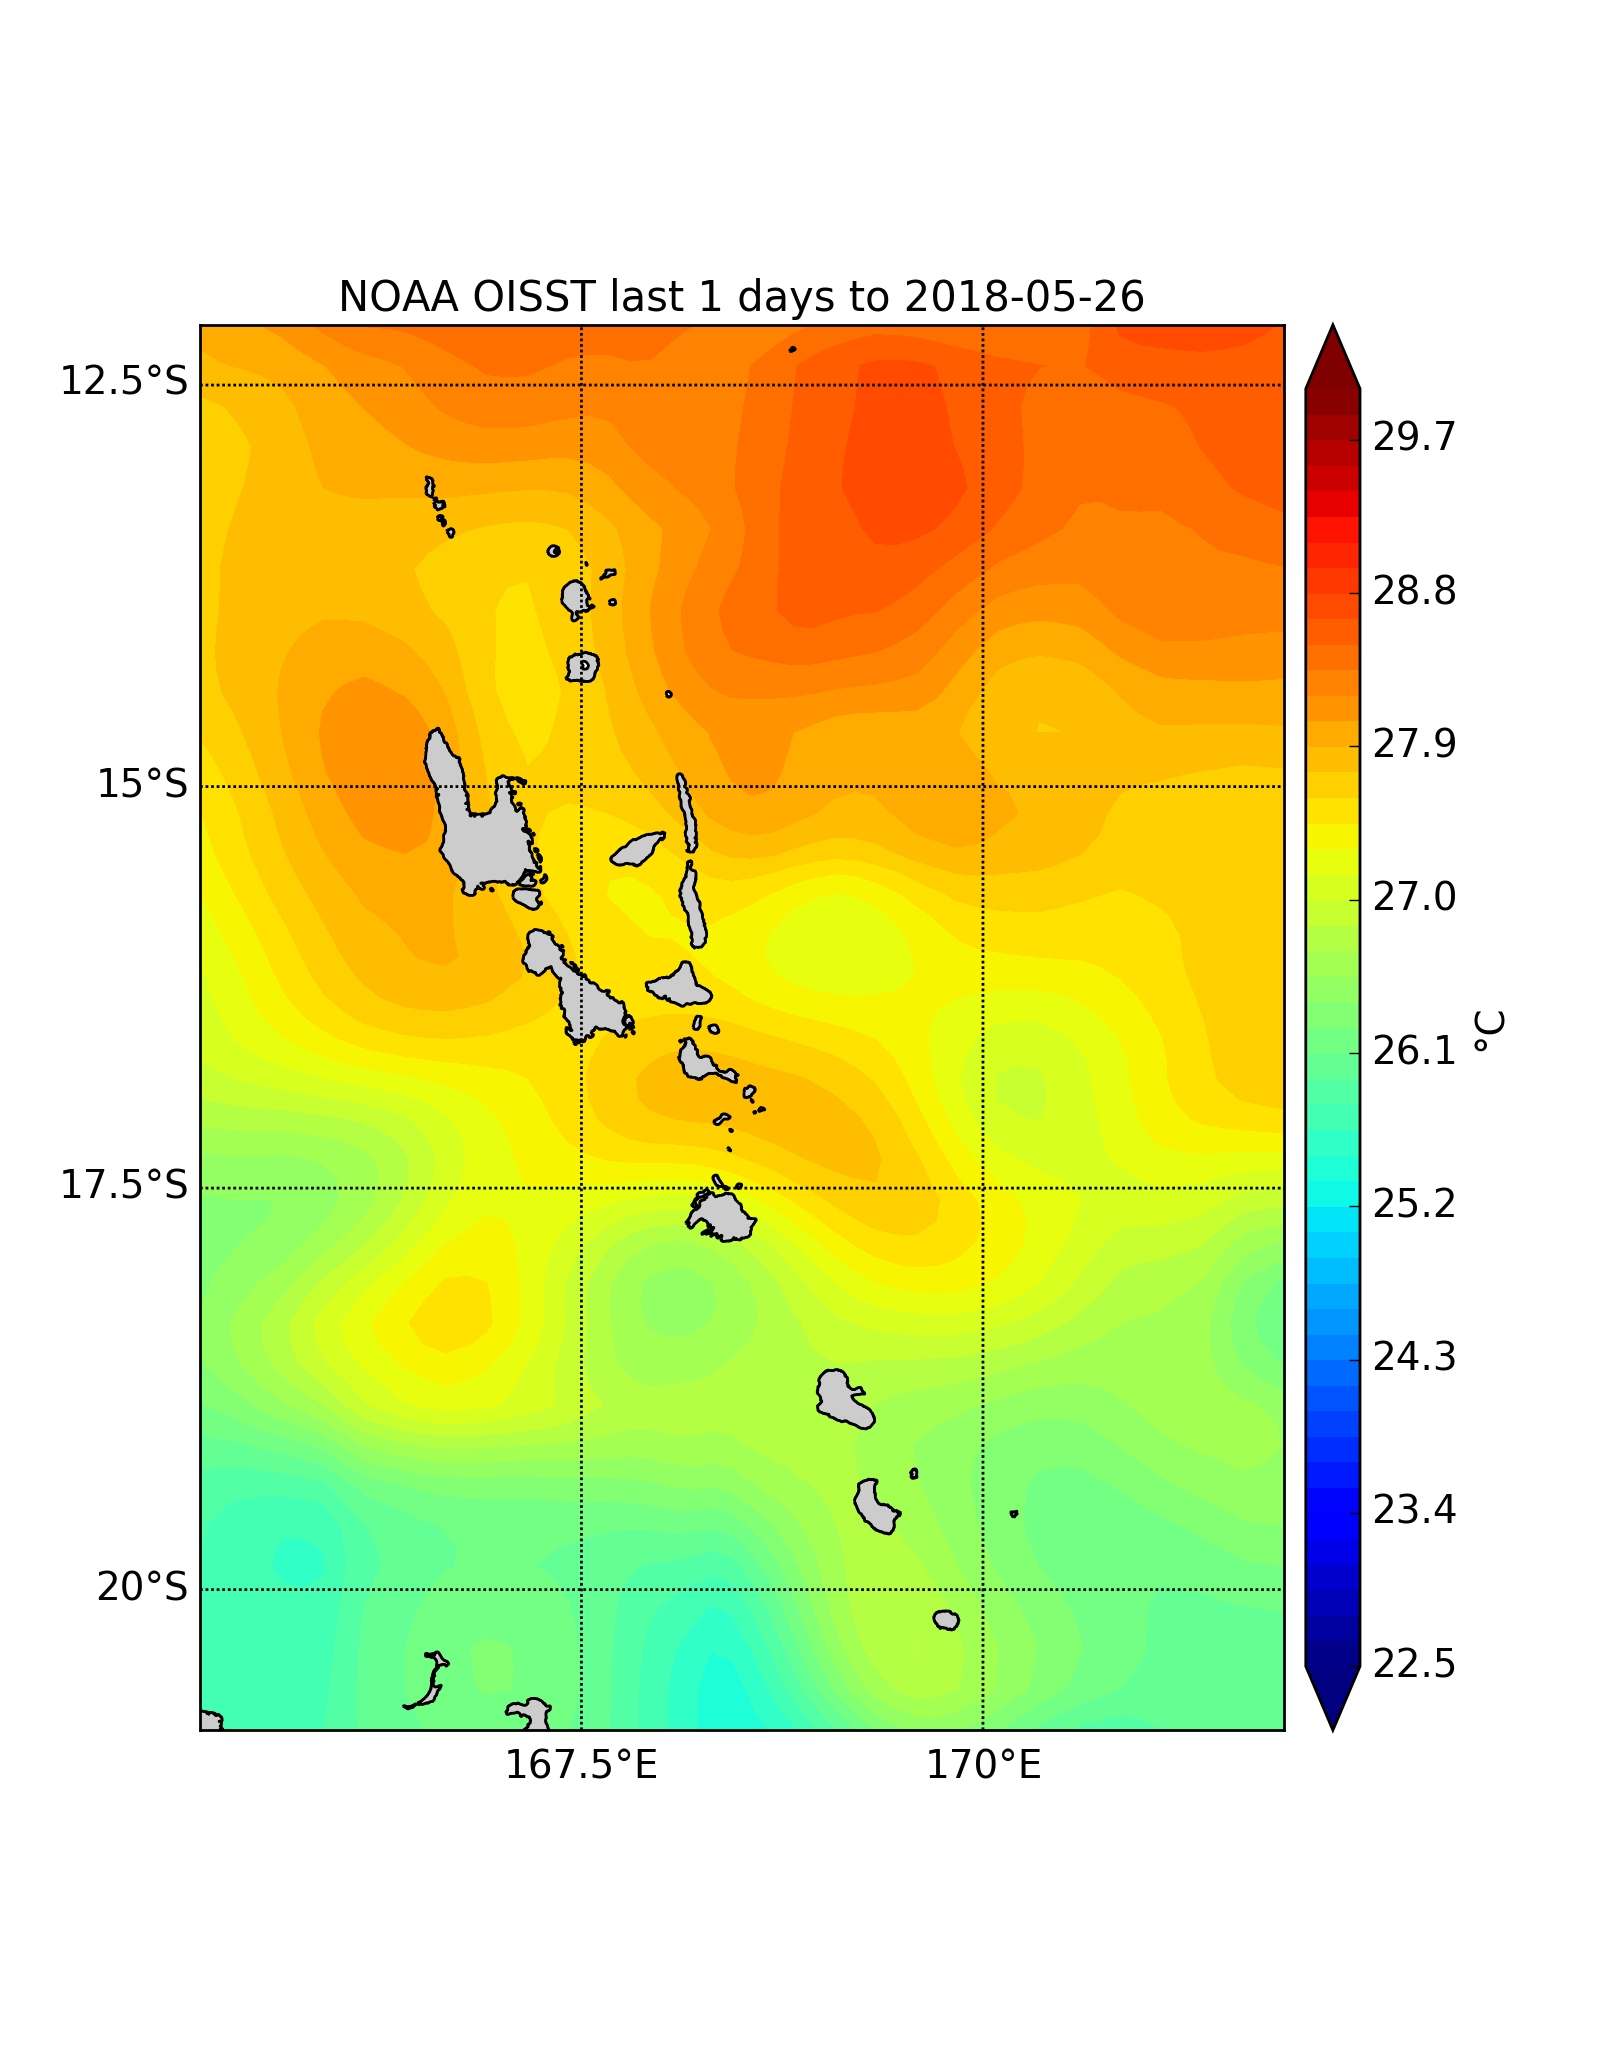 NOAA OISST last 1 days to 2018-05-26
12.5°S
15°S
17.5°S
20°S
167.5°E
170°E
29.7
28.8
27.9
27.0
26.1
25.2
24.3
23.4
22.5
°C